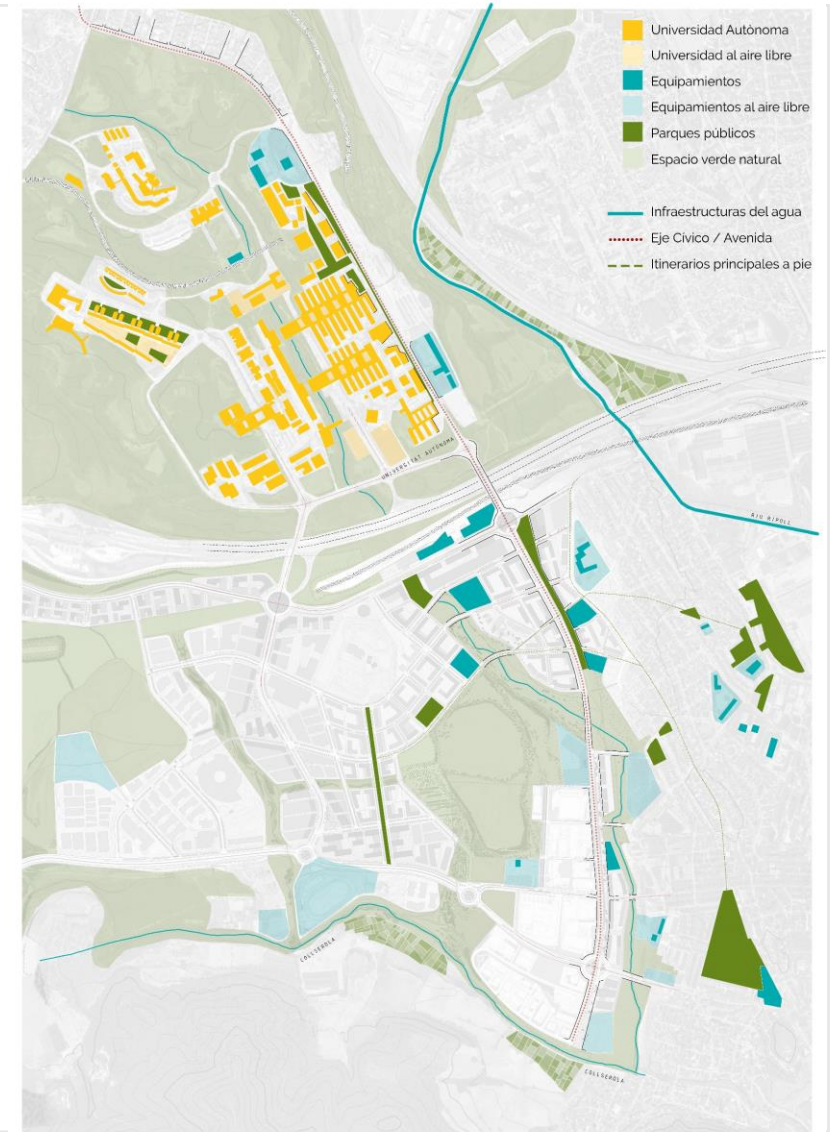 Universidad Autònoma
Universidad al aire libre
Equipamientos
Equipamientos al aire libre
Parques públicos
Espacio verde natural
Infraestructuras del agua
Eje Cívico / Avenida
Itinerarios principales a pie
UNIVERSITAT AUTÒNOMA
RIU RIPOLL
COLLSEROLA
COLLSEROLA